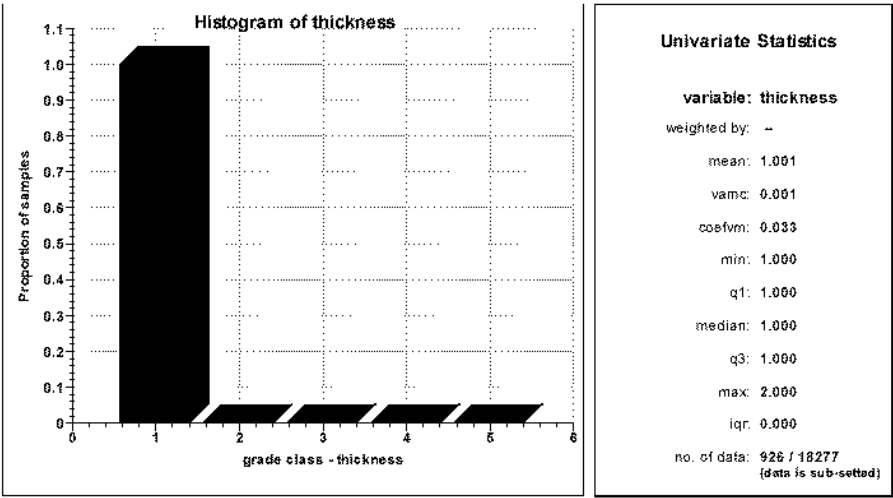 Histogram of thickness
1.1
1.0
0.9
0.8
0.7
0.6
0.5
0.4
0.3
0.2
0.1
0
0 1 2 3 4 5 6
Proportion of samples
grade class - thickness
Univariate Statistics
variable: thickness
weighted by: --
mean: 1.001
varnc: 0.001
coefvrn: 0.033
min: 1.000
q1: 1.000
median: 1.000
q3: 1.000
max: 2.000
iqr: 0.000
no. of data: 926 / 18277
(data is sub-setted)